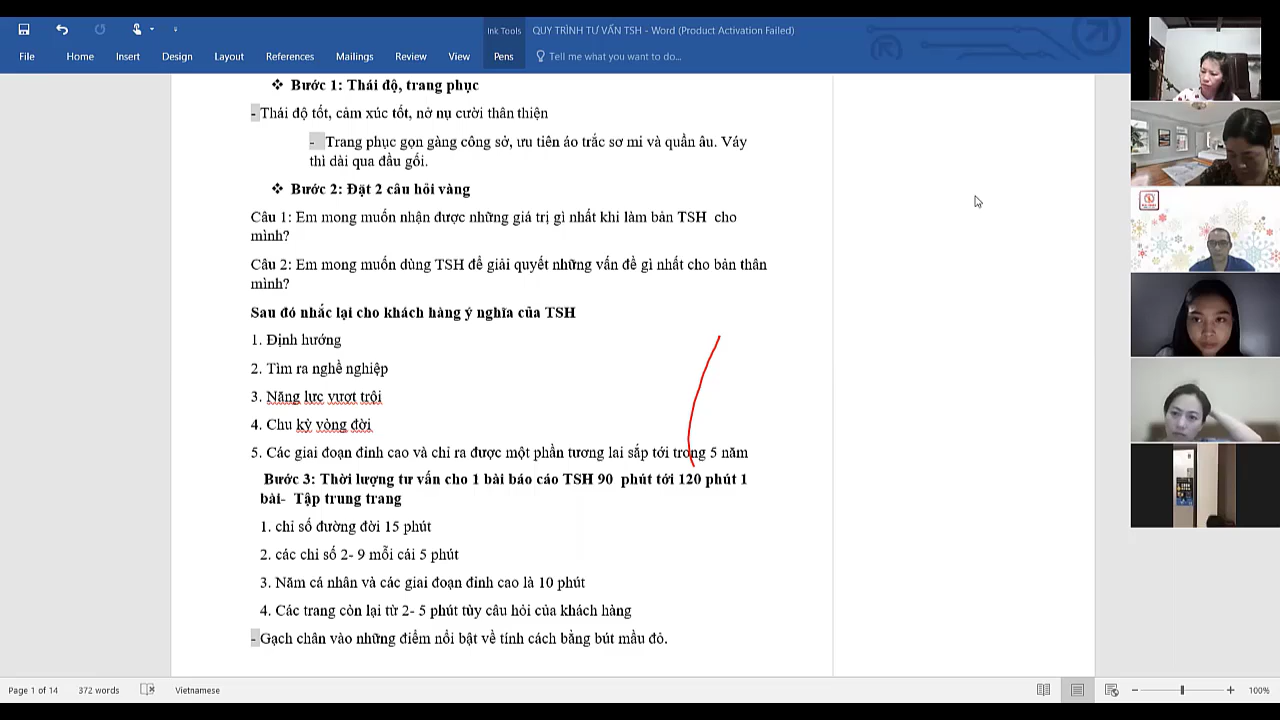 Ink Tools
QUY TRÌNH TƯ VẤN TSH - Word (Product Activation Failed)
File Home Insert Design Layout References Mailings Review View Pens Tell me what you want to do...
❖ Bước 1: Thái độ, trang phục
- Thái độ tốt, cảm xúc tốt, nở nụ cười thân thiện
- Trang phục gọn gàng công sở, ưu tiên áo trắc sơ mi và quần âu. Váy
thì dài qua đầu gối.
❖ Bước 2: Đặt 2 câu hỏi vàng
Câu 1: Em mong muốn nhận được những giá trị gì nhất khi làm bản TSH cho
mình?
Câu 2: Em mong muốn dùng TSH để giải quyết những vấn đề gì nhất cho bản thân
mình?
Sau đó nhắc lại cho khách hàng ý nghĩa của TSH
1. Định hướng
2. Tìm ra nghề nghiệp
3. Năng lực vượt trội
4. Chu kỳ vòng đời
5. Các giai đoạn đỉnh cao và chỉ ra được một phần tương lai sắp tới trong 5 năm
Bước 3: Thời lượng tư vấn cho 1 bài báo cáo TSH 90 phút tới 120 phút 1
bài- Tập trung trang
1. chỉ số đường đời 15 phút
2. các chỉ số 2- 9 mỗi cái 5 phút
3. Năm cá nhân và các giai đoạn đỉnh cao là 10 phút
4. Các trang còn lại từ 2- 5 phút tùy câu hỏi của khách hàng
- Gạch chân vào những điểm nổi bật về tính cách bằng bút mầu đỏ.
Page 1 of 14 372 words Vietnamese 100%